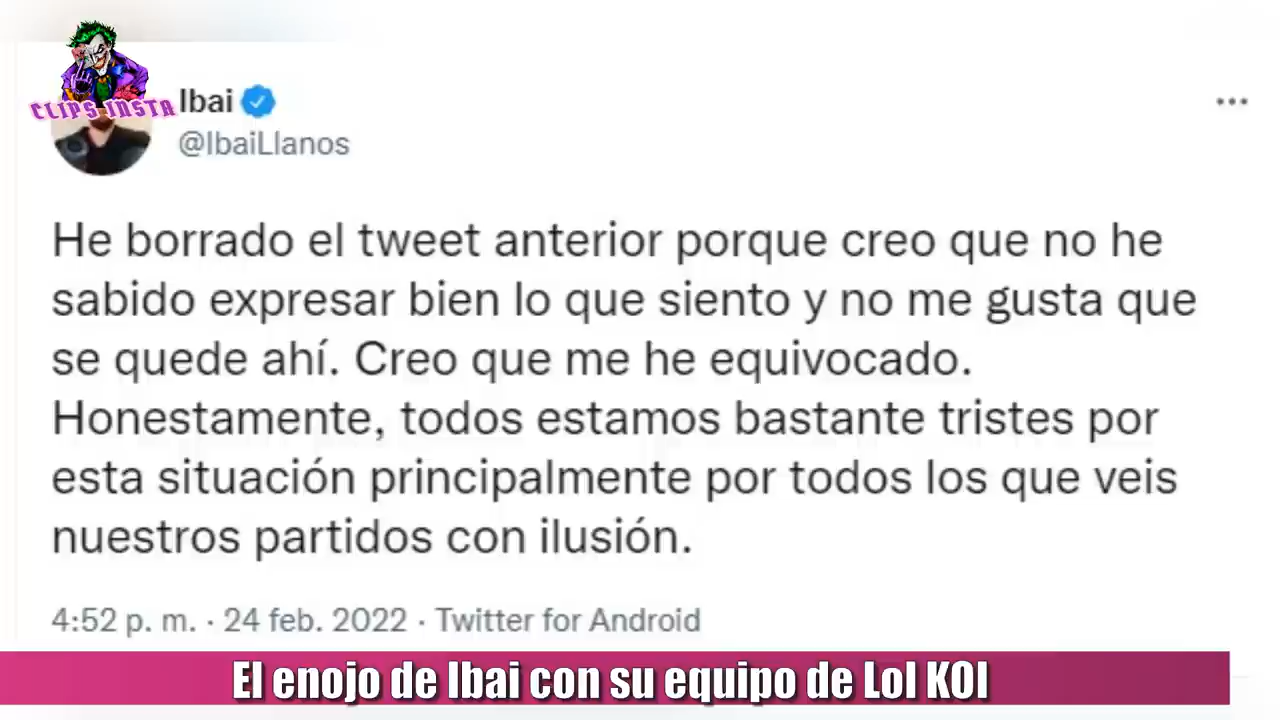 CLIPS INSTA
Ibai
@IbaiLlanos
He borrado el tweet anterior porque creo que no he
sabido expresar bien lo que siento y no me gusta que
se quede ahí. Creo que me he equivocado.
Honestamente, todos estamos bastante tristes por
esta situación principalmente por todos los que veis
nuestros partidos con ilusión.
4:52 p. m. · 24 feb. 2022 · Twitter for Android
El enojo de Ibai con su equipo de Lol KOI